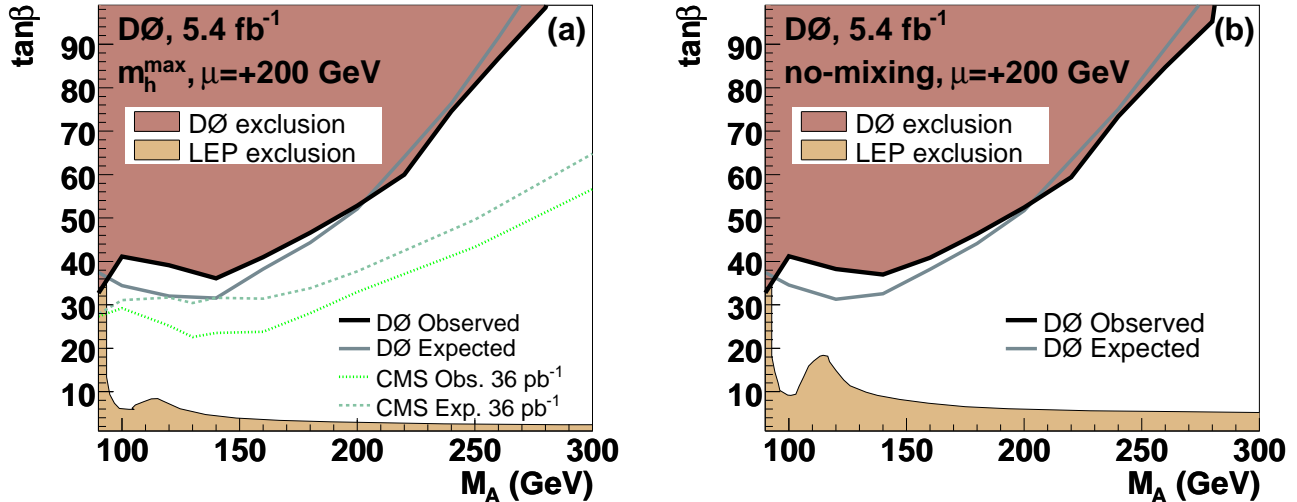 tanβ
90
80
70
60
50
40
30
20
10
DØ, 5.4 fb⁻¹
(a)
m_h^max, μ=+200 GeV
DØ exclusion
LEP exclusion
DØ Observed
DØ Expected
CMS Obs. 36 pb⁻¹
CMS Exp. 36 pb⁻¹
100 150 200 250 300
M_A (GeV)
tanβ
90
80
70
60
50
40
30
20
10
DØ, 5.4 fb⁻¹
(b)
no-mixing, μ=+200 GeV
DØ exclusion
LEP exclusion
DØ Observed
DØ Expected
100 150 200 250 300
M_A (GeV)